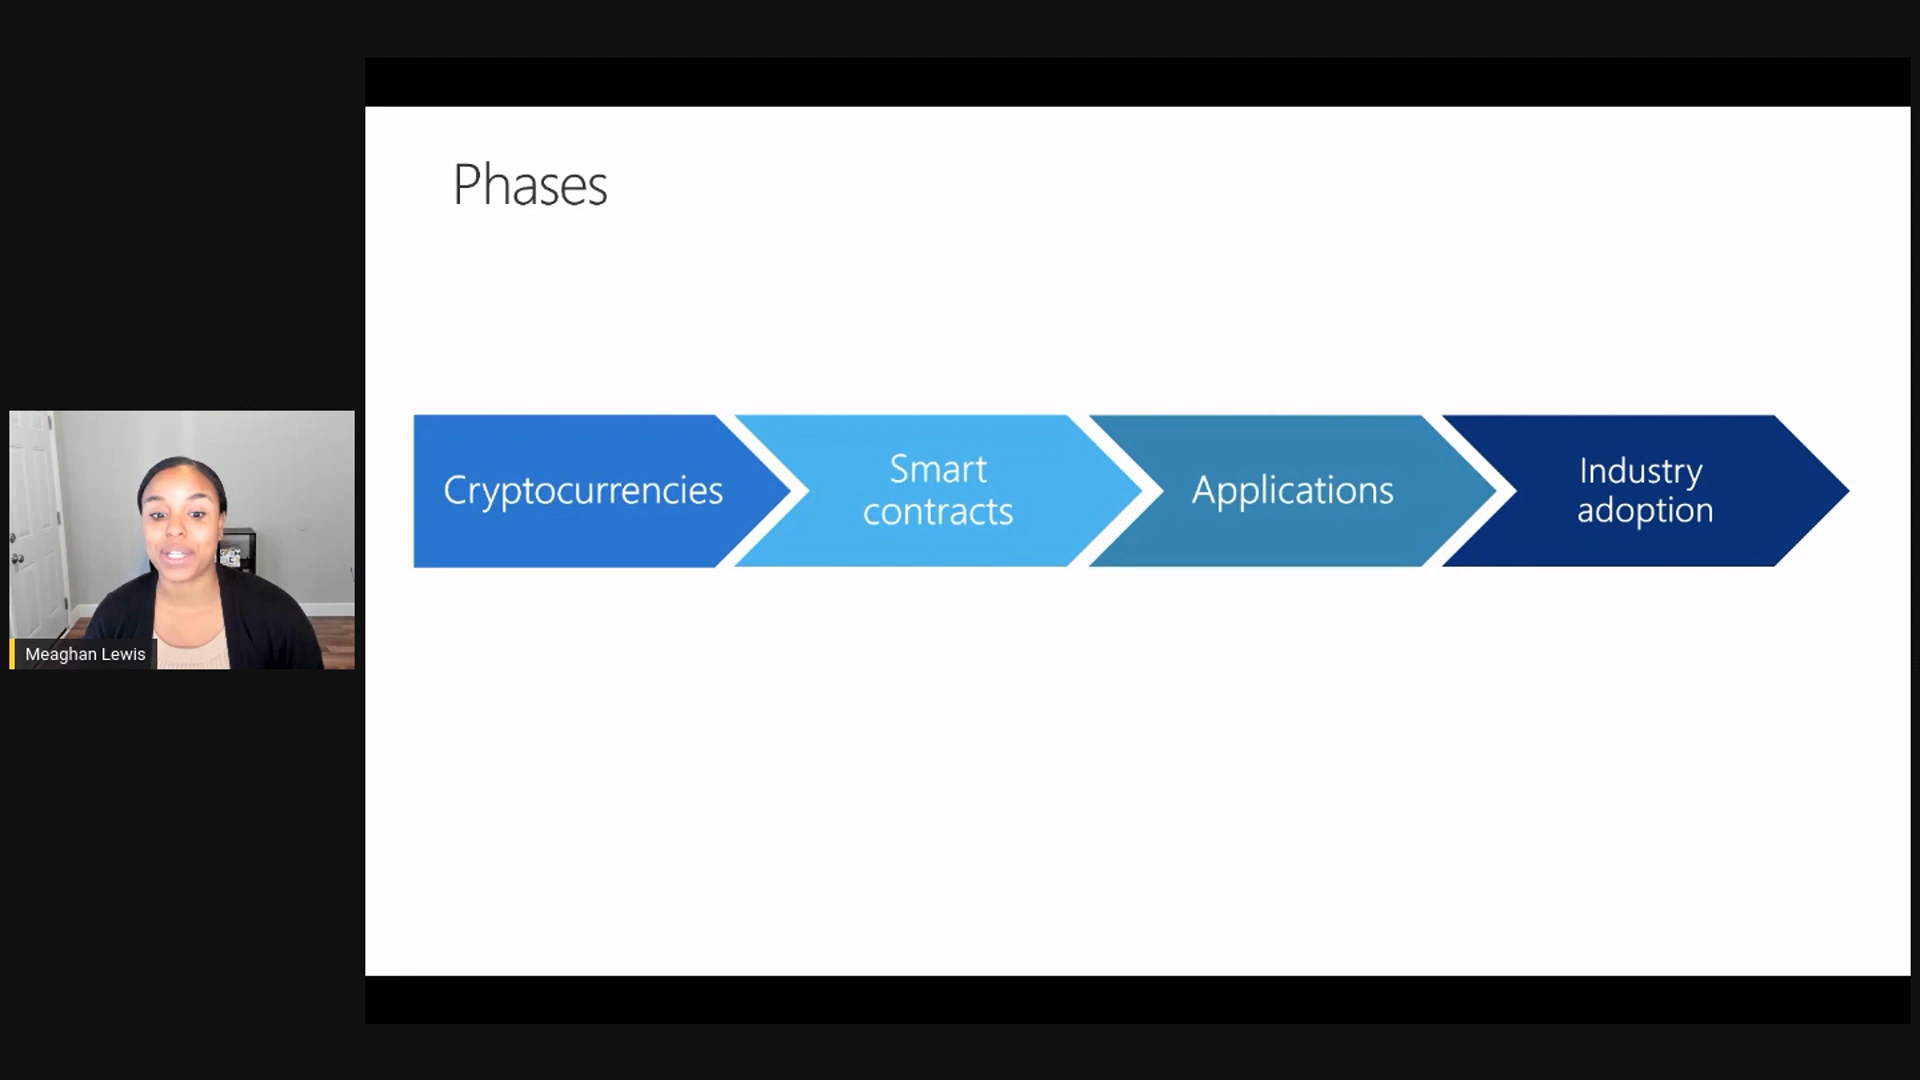 Phases
Cryptocurrencies
Smart
contracts
Applications
Industry
adoption
Meaghan Lewis